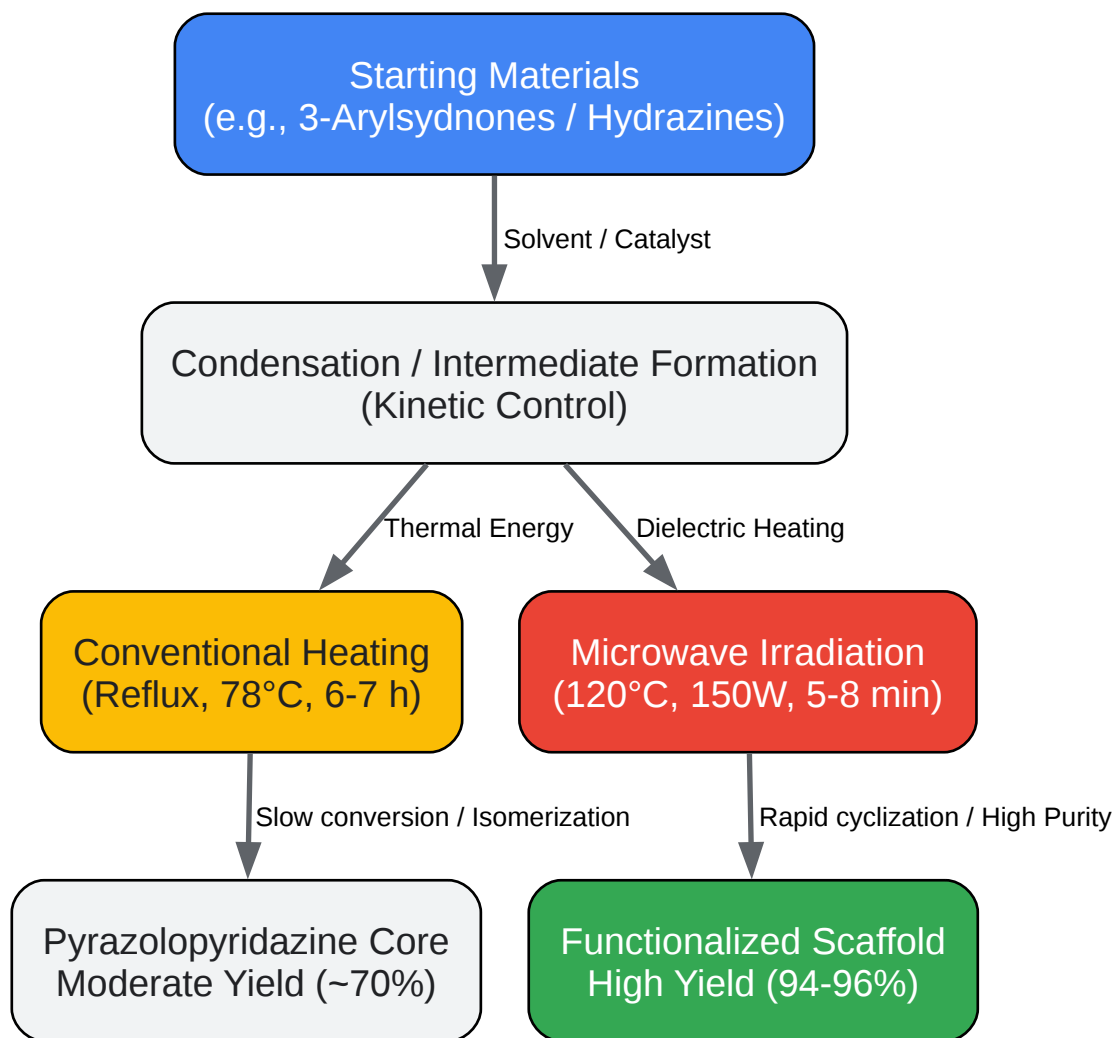 Starting Materials
(e.g., 3-Arylsydnones / Hydrazines)
Solvent / Catalyst
Condensation / Intermediate Formation
(Kinetic Control)
Thermal Energy
Dielectric Heating
Conventional Heating
(Reflux, 78°C, 6-7 h)
Microwave Irradiation
(120°C, 150W, 5-8 min)
Slow conversion / Isomerization
Rapid cyclization / High Purity
Pyrazolopyridazine Core
Moderate Yield (~70%)
Functionalized Scaffold
High Yield (94-96%)